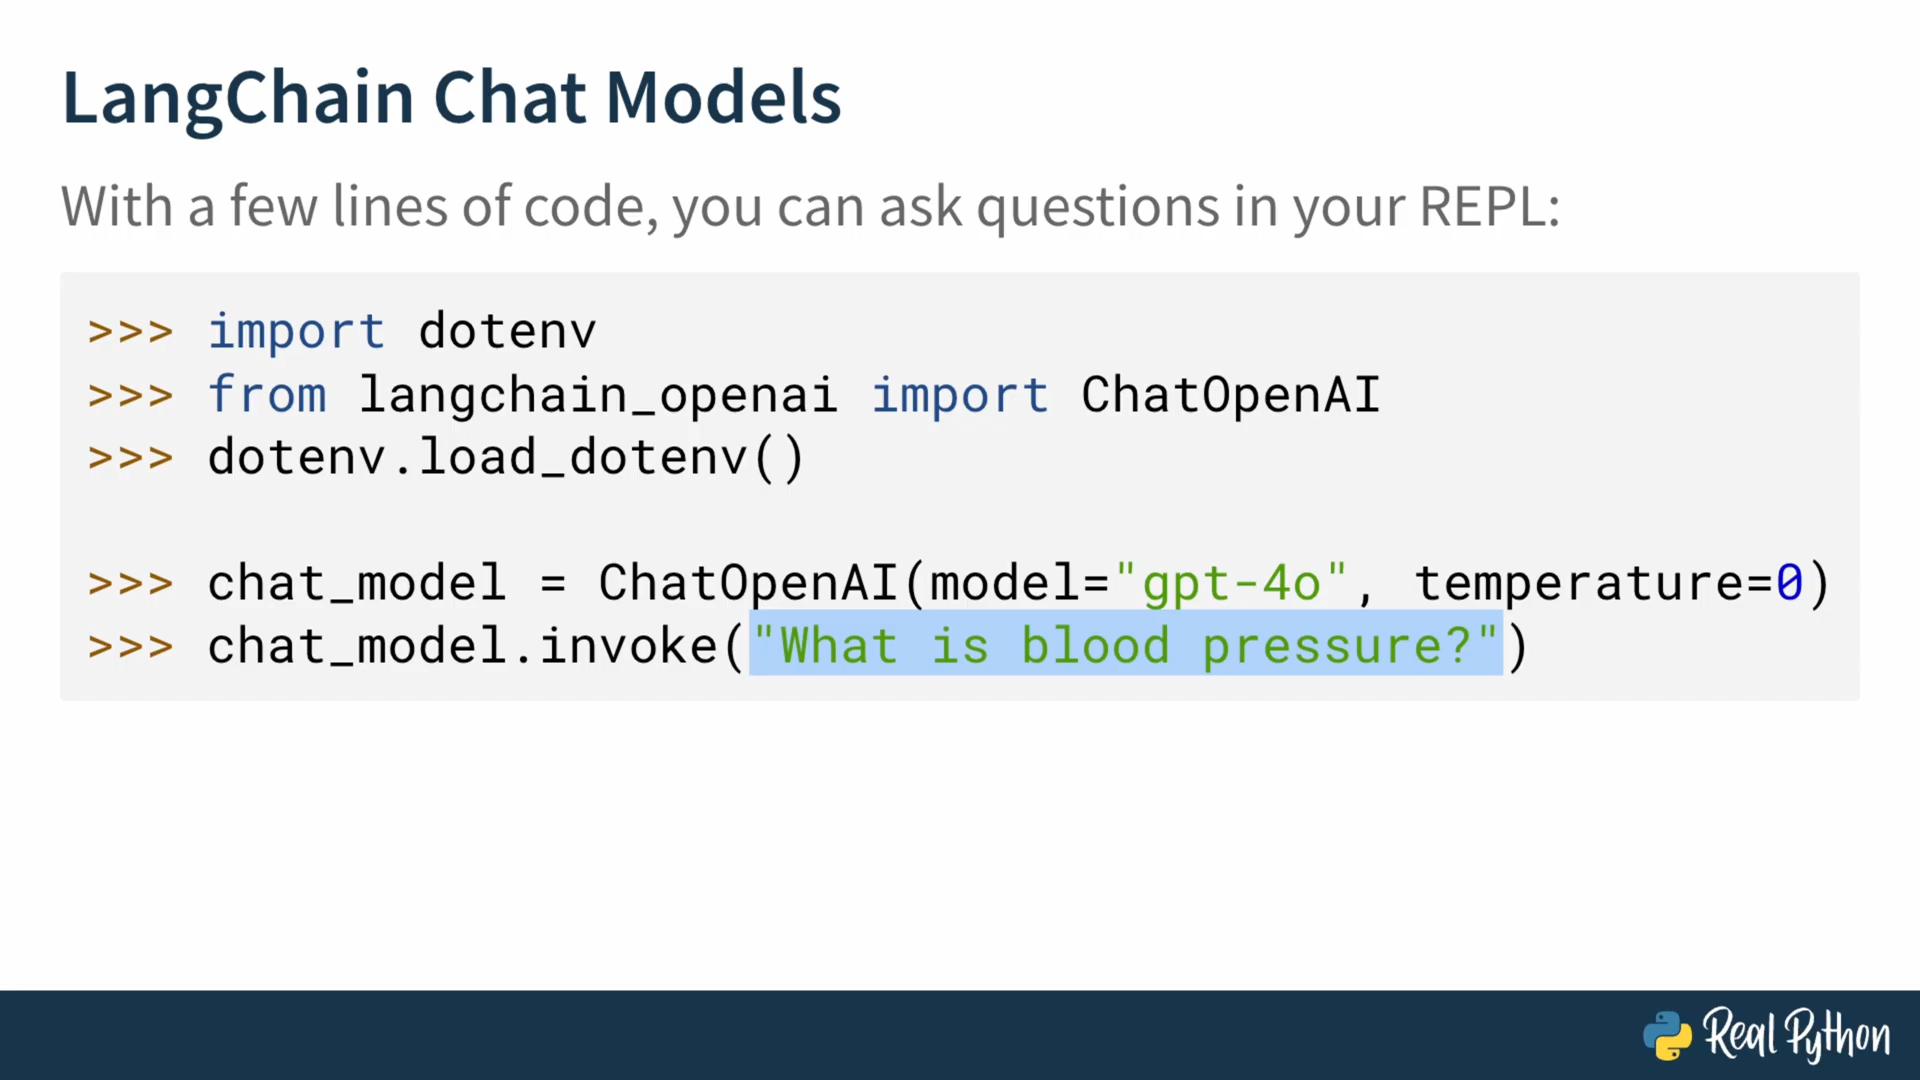 LangChain Chat Models
With a few lines of code, you can ask questions in your REPL:
>>> import dotenv
>>> from langchain_openai import ChatOpenAI
>>> dotenv.load_dotenv()
>>> chat_model = ChatOpenAI(model="gpt-4o", temperature=0)
>>> chat_model.invoke("What is blood pressure?")
Real Python